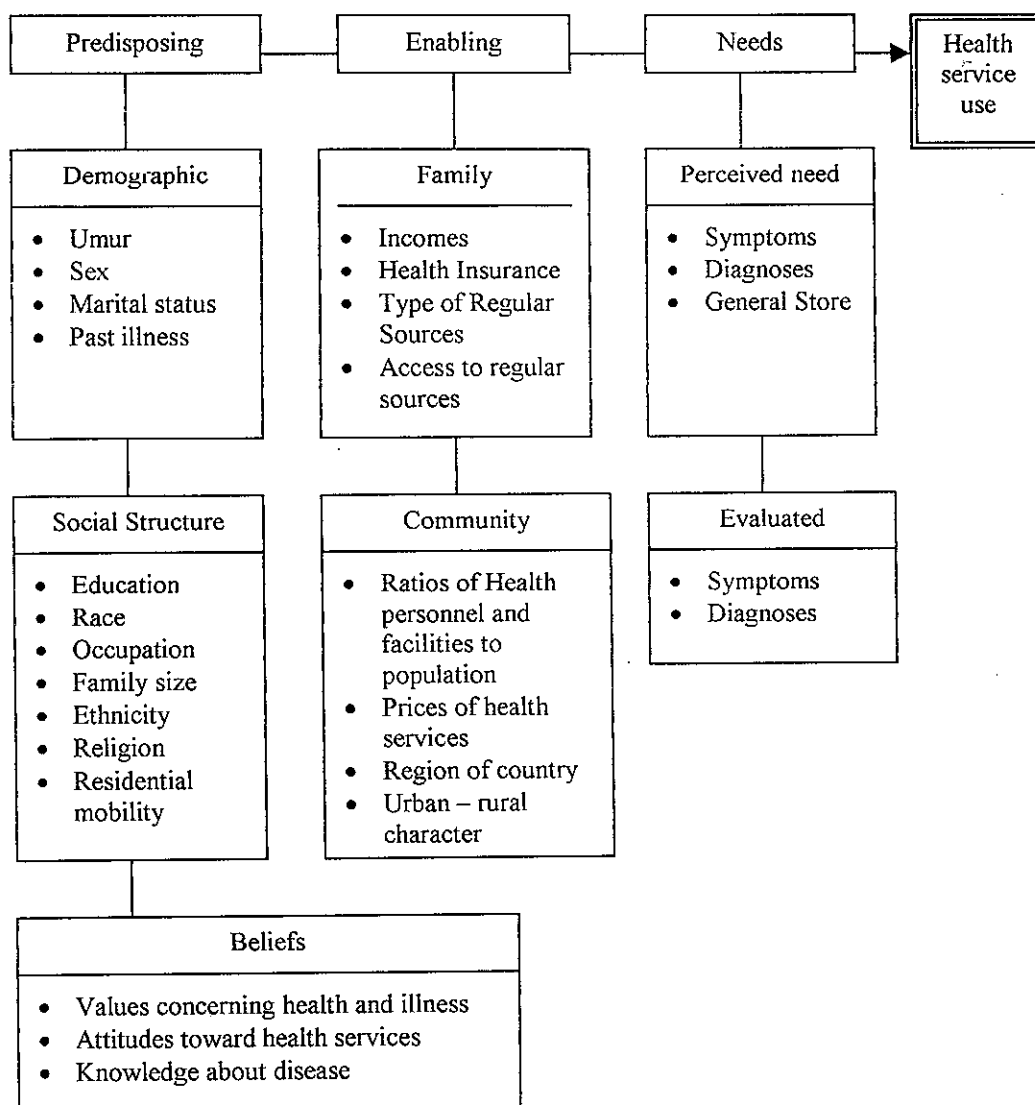 Predisposing
Enabling
Needs
Health
service
use
Demographic
• Umur
• Sex
• Marital status
• Past illness
Family
• Incomes
• Health Insurance
• Type of Regular
Sources
• Access to regular
sources
Perceived need
• Symptoms
• Diagnoses
• General Store
Social Structure
• Education
• Race
• Occupation
• Family size
• Ethnicity
• Religion
• Residential
mobility
Community
• Ratios of Health
personnel and
facilities to
population
• Prices of health
services
• Region of country
• Urban – rural
character
Evaluated
• Symptoms
• Diagnoses
Beliefs
• Values concerning health and illness
• Attitudes toward health services
• Knowledge about disease